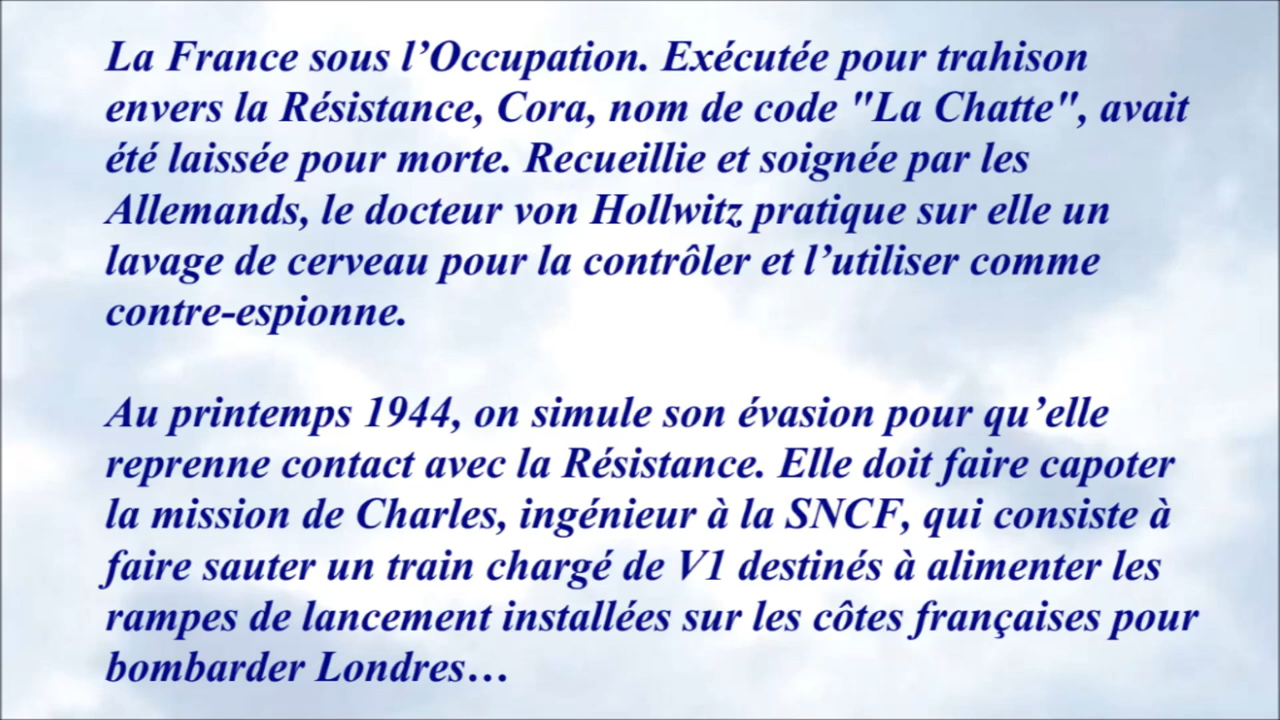 La France sous l’Occupation. Exécutée pour trahison
envers la Résistance, Cora, nom de code "La Chatte", avait
été laissée pour morte. Recueillie et soignée par les
Allemands, le docteur von Hollwitz pratique sur elle un
lavage de cerveau pour la contrôler et l’utiliser comme
contre-espionne.
Au printemps 1944, on simule son évasion pour qu’elle
reprenne contact avec la Résistance. Elle doit faire capoter
la mission de Charles, ingénieur à la SNCF, qui consiste à
faire sauter un train chargé de V1 destinés à alimenter les
rampes de lancement installées sur les côtes françaises pour
bombarder Londres…